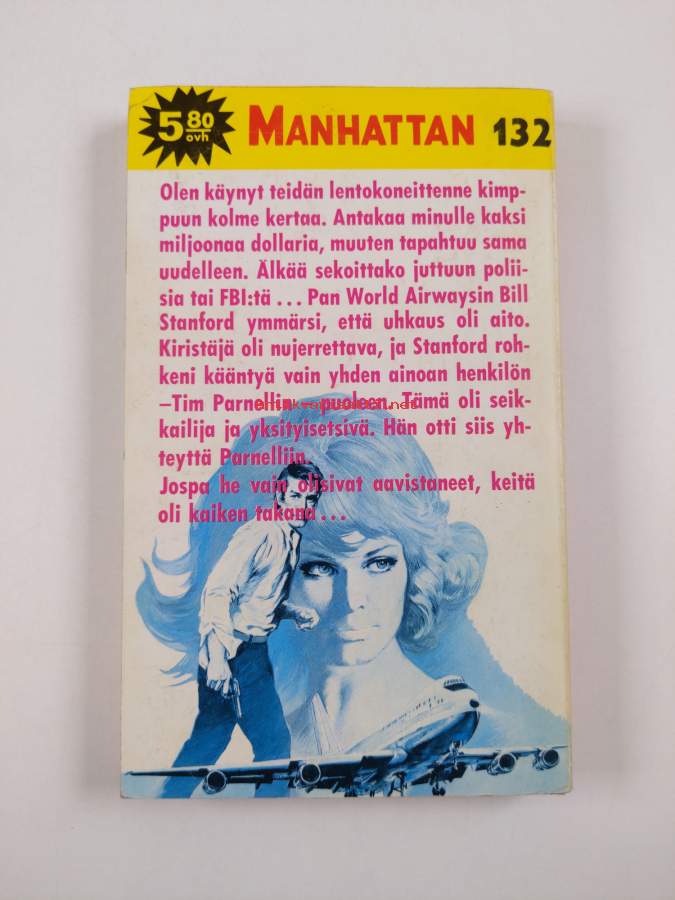 5 80
ovh
MANHATTAN 132
Olen käynyt teidän lentokoneittenne kimp-
puun kolme kertaa. Antakaa minulle kaksi
miljoonaa dollaria, muuten tapahtuu sama
uudelleen. Älkää sekoittako juttuun polii-
sia tai FBI:tä ... Pan World Airwaysin Bill
Stanford ymmärsi, että uhkaus oli aito.
Kiristäjä oli nujerrettava, ja Stanford roh-
keni kääntyä vain yhden ainoan henkilön
–Tim Parnellin– puoleen. Tämä oli seik-
kailija ja yksityisetsivä. Hän otti siis yh-
teyttä Parnelliin.
Jospa he vain olisivat aavistaneet, keitä
oli kaiken takana ...